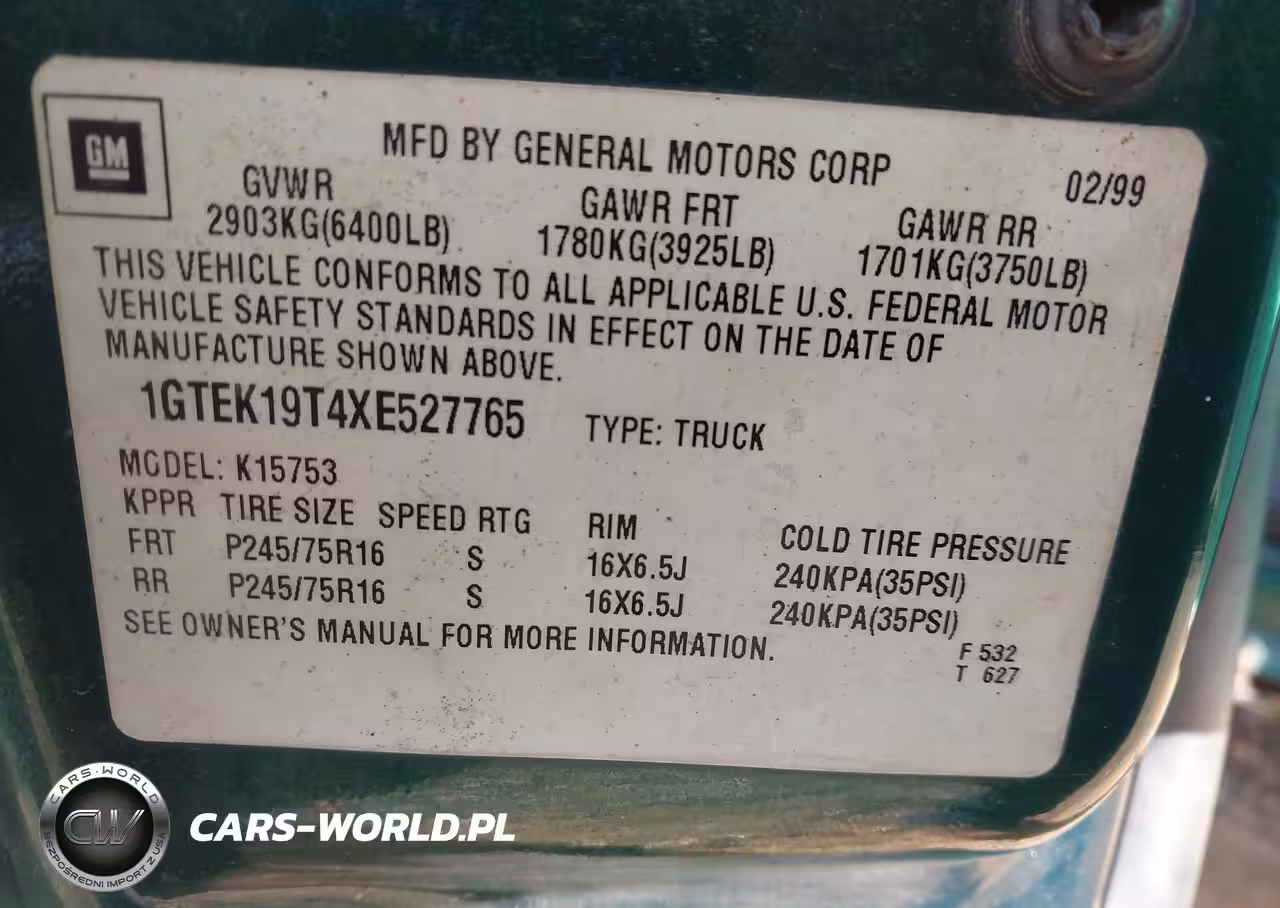 GM
MFD BY GENERAL MOTORS CORP 02/99
GVWR GAWR FRT GAWR RR
2903KG(6400LB) 1780KG(3925LB) 1701KG(3750LB)
THIS VEHICLE CONFORMS TO ALL APPLICABLE U.S. FEDERAL MOTOR
VEHICLE SAFETY STANDARDS IN EFFECT ON THE DATE OF
MANUFACTURE SHOWN ABOVE.
1GTEK19T4XE527765 TYPE: TRUCK
MODEL: K15753
KPPR TIRE SIZE SPEED RTG RIM COLD TIRE PRESSURE
FRT P245/75R16 S 16X6.5J 240KPA(35PSI)
RR P245/75R16 S 16X6.5J 240KPA(35PSI)
SEE OWNER'S MANUAL FOR MORE INFORMATION.
F 532
T 627
CARS-WORLD
CW
BEZPOŚREDNI IMPORT Z USA
CARS-WORLD.PL